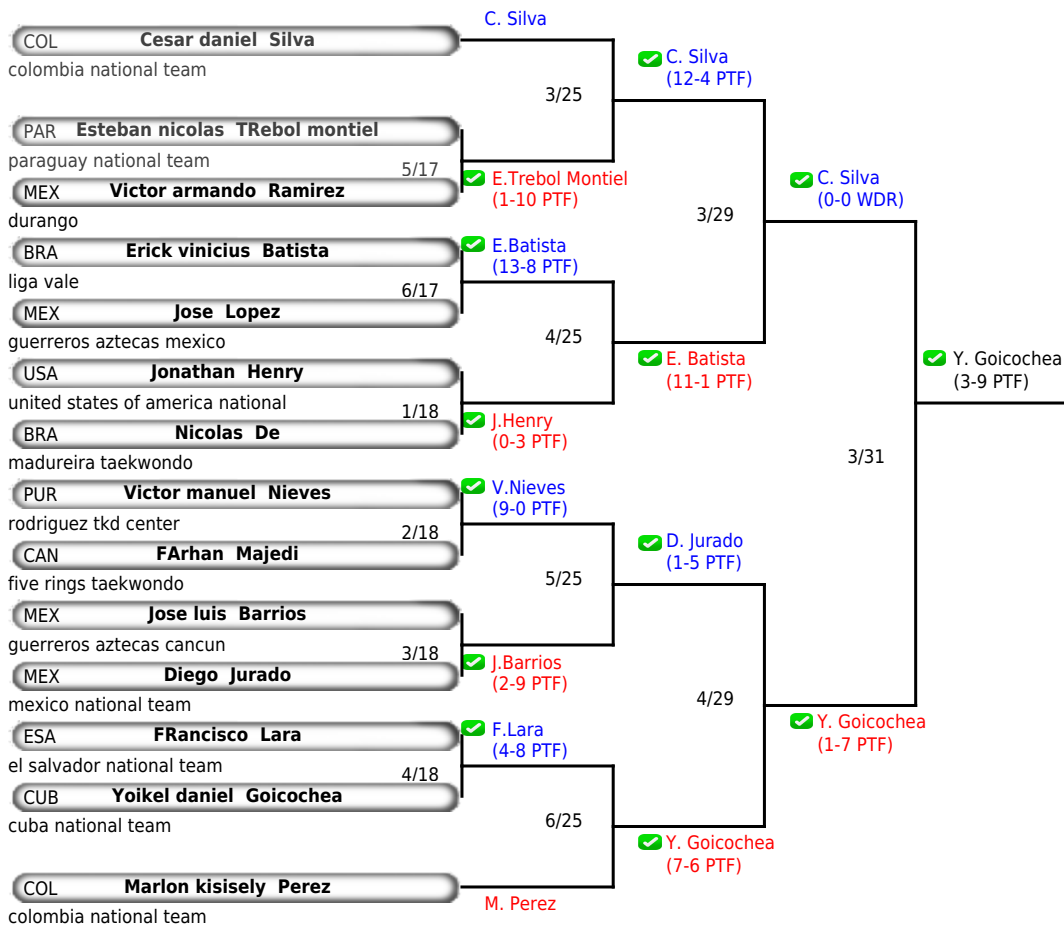 C. Silva
COL Cesar daniel Silva
colombia national team
C. Silva
(12-4 PTF)
3/25
PAR Esteban nicolas TRebol montiel
paraguay national team
5/17
MEX Victor armando Ramirez
durango
E.Trebol Montiel
(1-10 PTF)
C. Silva
(0-0 WDR)
3/29
BRA Erick vinicius Batista
liga vale
E.Batista
(13-8 PTF)
6/17
MEX Jose Lopez
guerreros aztecas mexico
4/25
USA Jonathan Henry
united states of america national
E. Batista
(11-1 PTF)
1/18
BRA Nicolas De
madureira taekwondo
J.Henry
(0-3 PTF)
Y. Goicochea
(3-9 PTF)
3/31
PUR Victor manuel Nieves
rodriguez tkd center
V.Nieves
(9-0 PTF)
2/18
CAN FArhan Majedi
five rings taekwondo
D. Jurado
(1-5 PTF)
5/25
MEX Jose luis Barrios
guerreros aztecas cancun
3/18
MEX Diego Jurado
mexico national team
J.Barrios
(2-9 PTF)
4/29
ESA FRancisco Lara
el salvador national team
F.Lara
(4-8 PTF)
Y. Goicochea
(1-7 PTF)
4/18
CUB Yoikel daniel Goicochea
cuba national team
6/25
Y. Goicochea
(7-6 PTF)
COL Marlon kisisely Perez
colombia national team
M. Perez